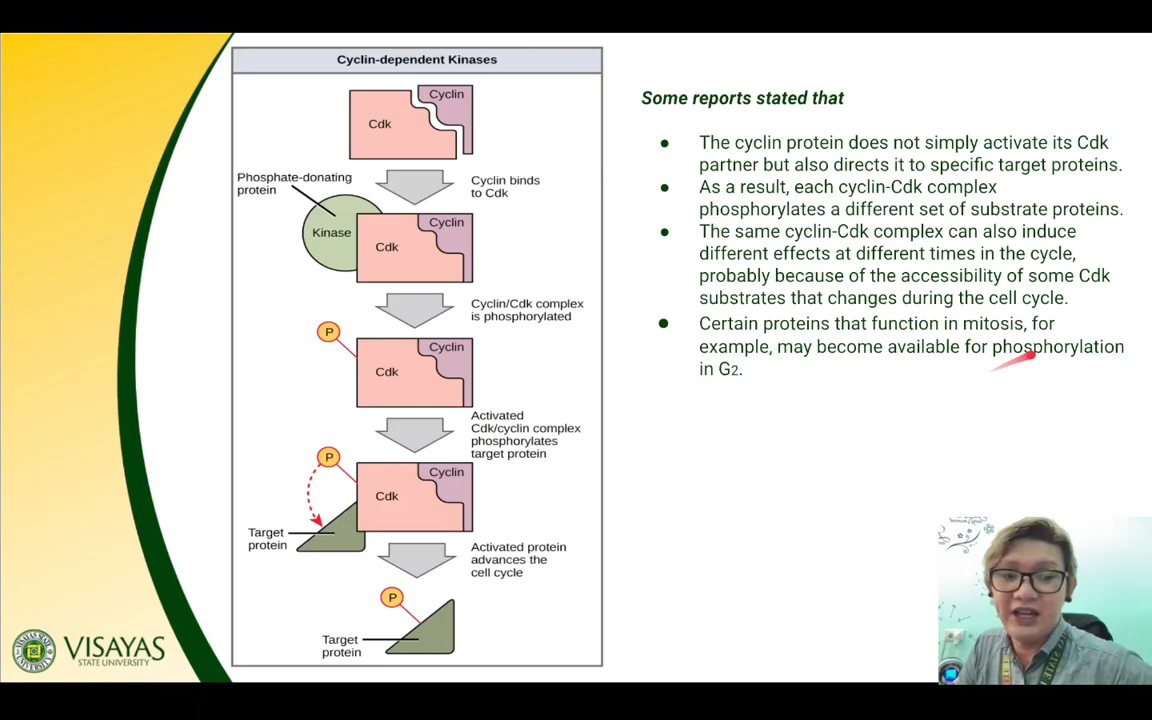 Cyclin-dependent Kinases
Cyclin
Cdk
Cyclin binds
to Cdk
Phosphate-donating
protein
Kinase
Cyclin
Cdk
Cyclin/Cdk complex
is phosphorylated
P
Cyclin
Cdk
Activated
Cdk/cyclin complex
phosphorylates
target protein
P
Cyclin
Cdk
Target
protein
Activated protein
advances the
cell cycle
P
Target
protein
Some reports stated that
● The cyclin protein does not simply activate its Cdk
partner but also directs it to specific target proteins.
● As a result, each cyclin-Cdk complex
phosphorylates a different set of substrate proteins.
● The same cyclin-Cdk complex can also induce
different effects at different times in the cycle,
probably because of the accessibility of some Cdk
substrates that changes during the cell cycle.
● Certain proteins that function in mitosis, for
example, may become available for phosphorylation
in G2.
VISAYAS
STATE UNIVERSITY